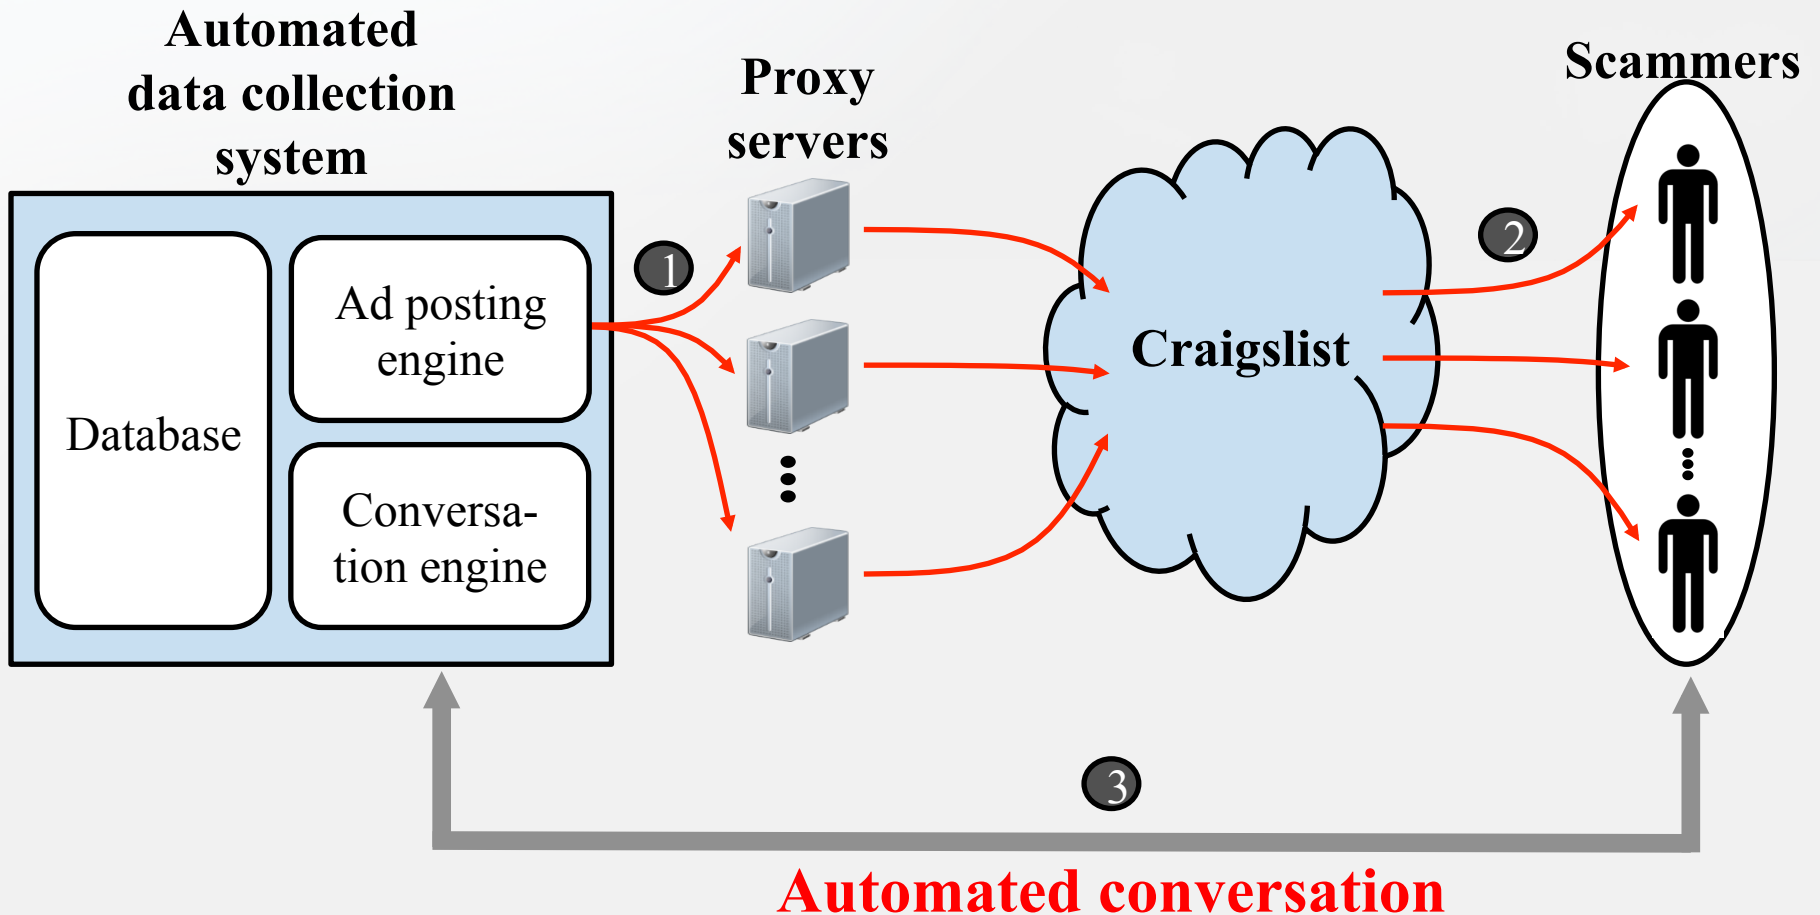 Automated
data collection
system
Proxy
servers
Scammers
1
2
Ad posting
engine
Database
Craigslist
Conversa-
tion engine
3
Automated conversation